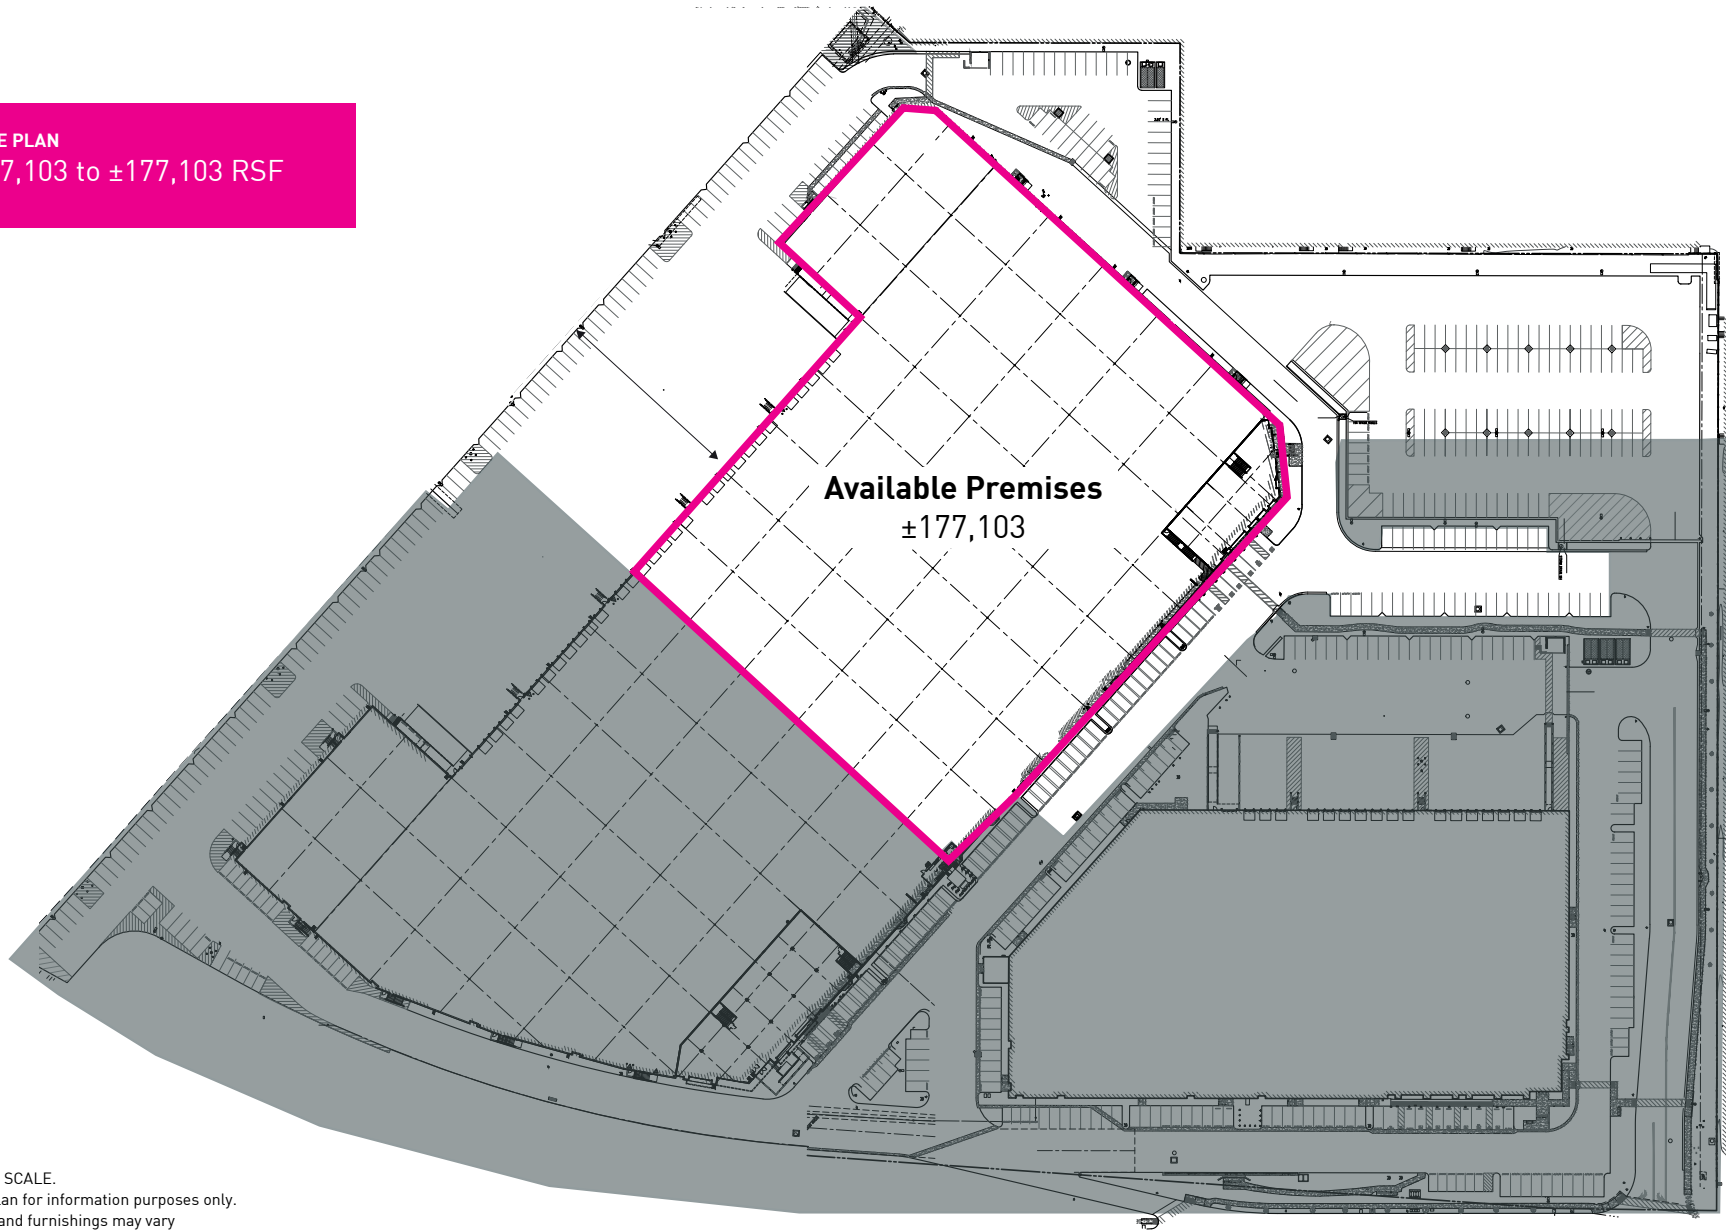 E PLAN
7,103 to ±177,103 RSF
Available Premises
±177,103
SCALE.
lan for information purposes only.
and furnishings may vary